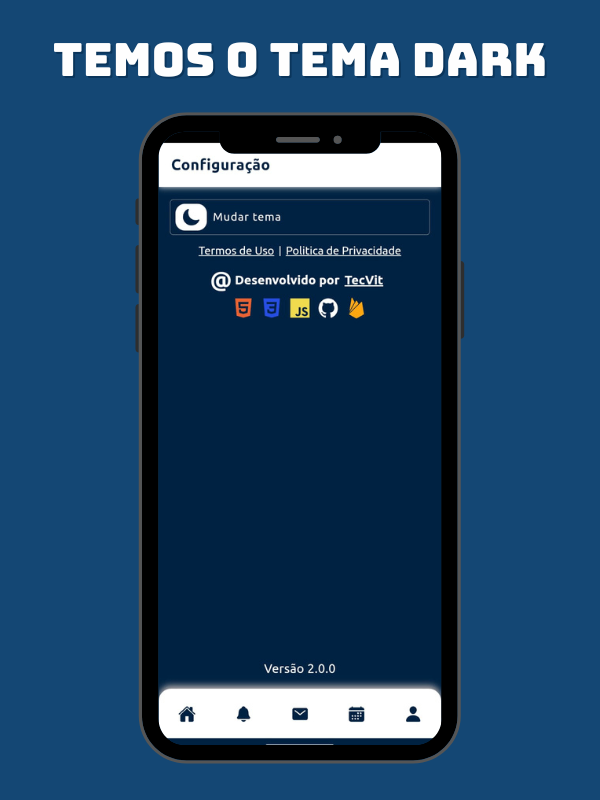 TEMOS O TEMA DARK
Configuração
Mudar tema
Termos de Uso | Politica de Privacidade
@ Desenvolvido por TecVit
5 3 JS
Versão 2.0.0